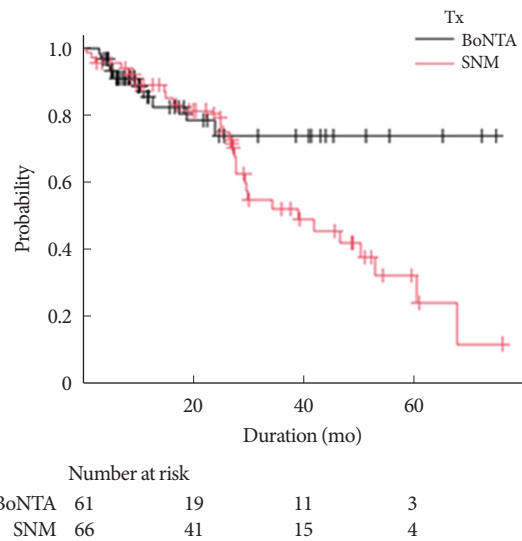 Tx
BoNTA
SNM
1.0
0.8
0.6
0.4
0.2
0
Probability
20 40 60
Duration (mo)
Number at risk
BoNTA 61 19 11 3
SNM 66 41 15 4